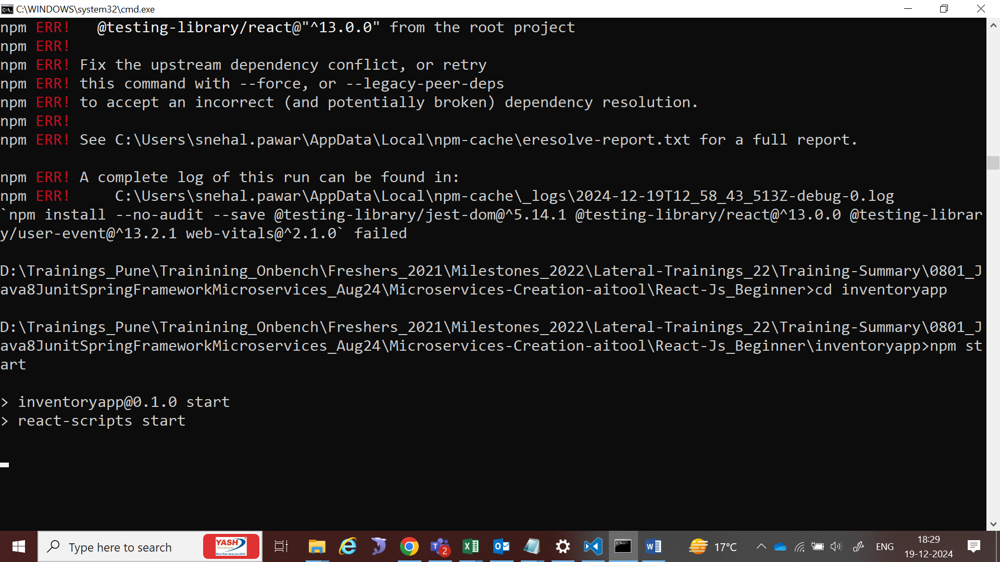 C:\WINDOWS\system32\cmd.exe
npm ERR!   @testing-library/react@"^13.0.0" from the root project
npm ERR!
npm ERR! Fix the upstream dependency conflict, or retry
npm ERR! this command with --force, or --legacy-peer-deps
npm ERR! to accept an incorrect (and potentially broken) dependency resolution.
npm ERR!
npm ERR! See C:\Users\snehal.pawar\AppData\Local\npm-cache\eresolve-report.txt for a full report.
npm ERR! A complete log of this run can be found in:
npm ERR!     C:\Users\snehal.pawar\AppData\Local\npm-cache\_logs\2024-12-19T12_58_43_513Z-debug-0.log
`npm install --no-audit --save @testing-library/jest-dom@^5.14.1 @testing-library/react@^13.0.0 @testing-librar
y/user-event@^13.2.1 web-vitals@^2.1.0` failed
D:\Trainings_Pune\Trainining_Onbench\Freshers_2021\Milestones_2022\Lateral-Trainings_22\Training-Summary\0801_J
ava8JunitSpringFrameworkMicroservices_Aug24\Microservices-Creation-aitool\React-Js_Beginner>cd inventoryapp
D:\Trainings_Pune\Trainining_Onbench\Freshers_2021\Milestones_2022\Lateral-Trainings_22\Training-Summary\0801_J
ava8JunitSpringFrameworkMicroservices_Aug24\Microservices-Creation-aitool\React-Js_Beginner\inventoryapp>npm st
art
> inventoryapp@0.1.0 start
> react-scripts start
Type here to search
YASH
Technologies
More than what you think.
2
17°C
ENG
18:29
19-12-2024